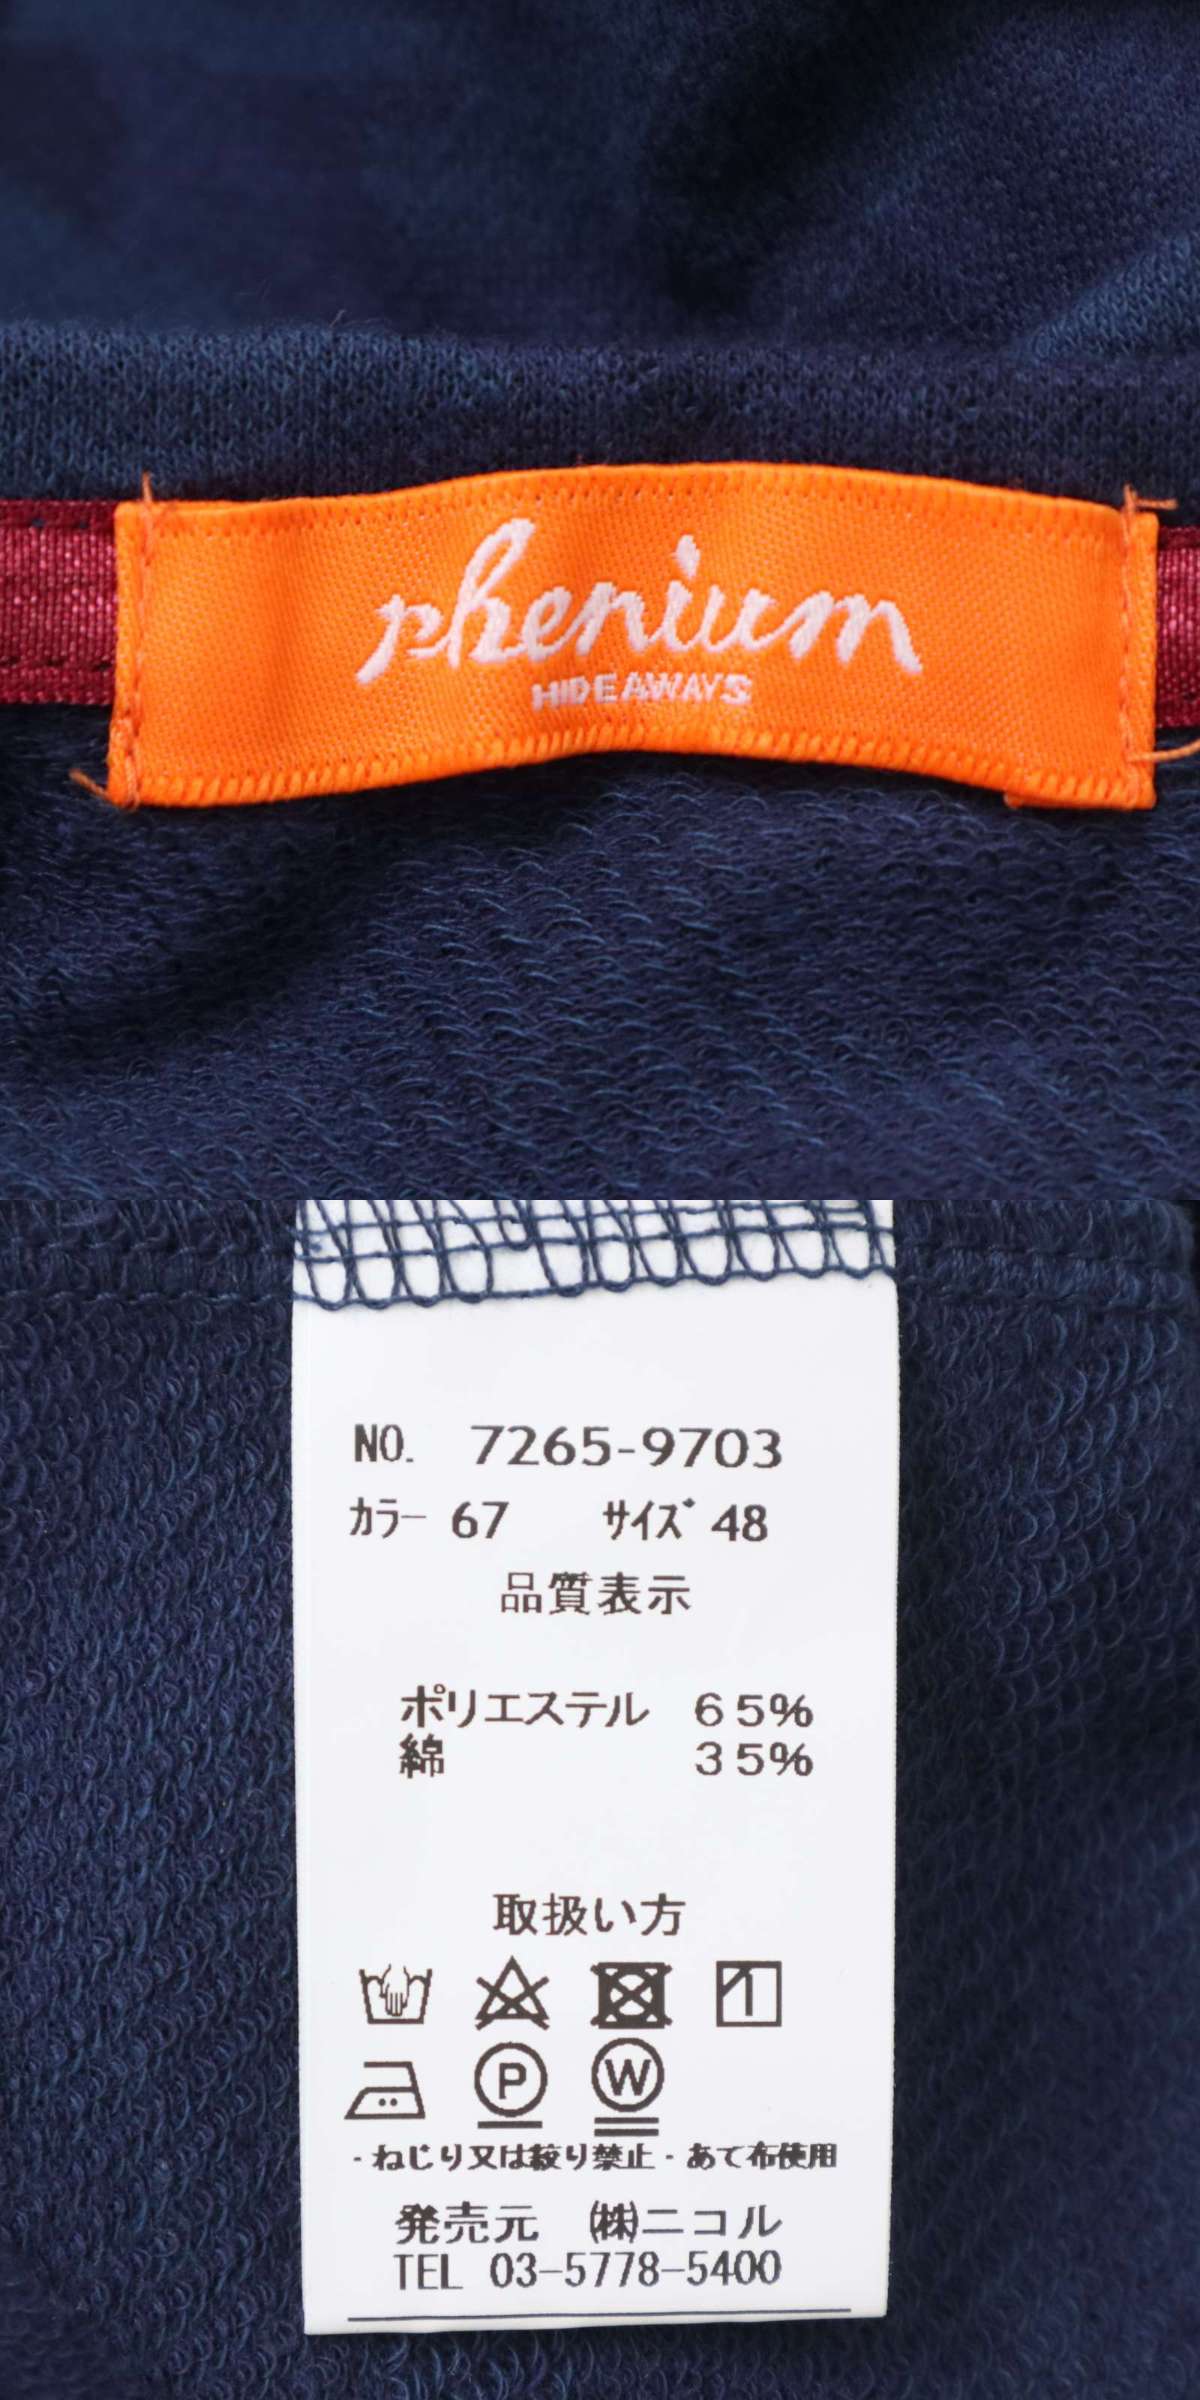 phenium
HIDEAWAYS
NO. 7265-9703
カラー 67 サイズ 48
品質表示
ポリエステル 65%
綿 35%
取扱い方
P W
・ねじり又は絞り禁止・あて布使用
発売元 ㈱ニコル
TEL 03-5778-5400